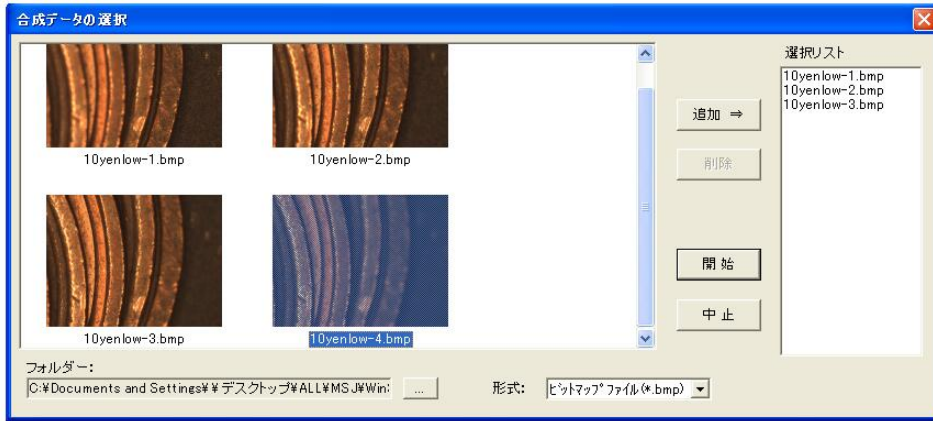 合成データの選択
選択リスト
10yenlow-1.bmp
10yenlow-2.bmp
10yenlow-3.bmp
追加 ⇒
10yenlow-1.bmp
10yenlow-2.bmp
削除
開 始
中 止
10yenlow-3.bmp
10yenlow-4.bmp
フォルダー:
C:¥Documents and Settings¥¥デスクトップ¥ALL¥MSJ¥Win:
...
形式:
ビットマップファイル(*.bmp)